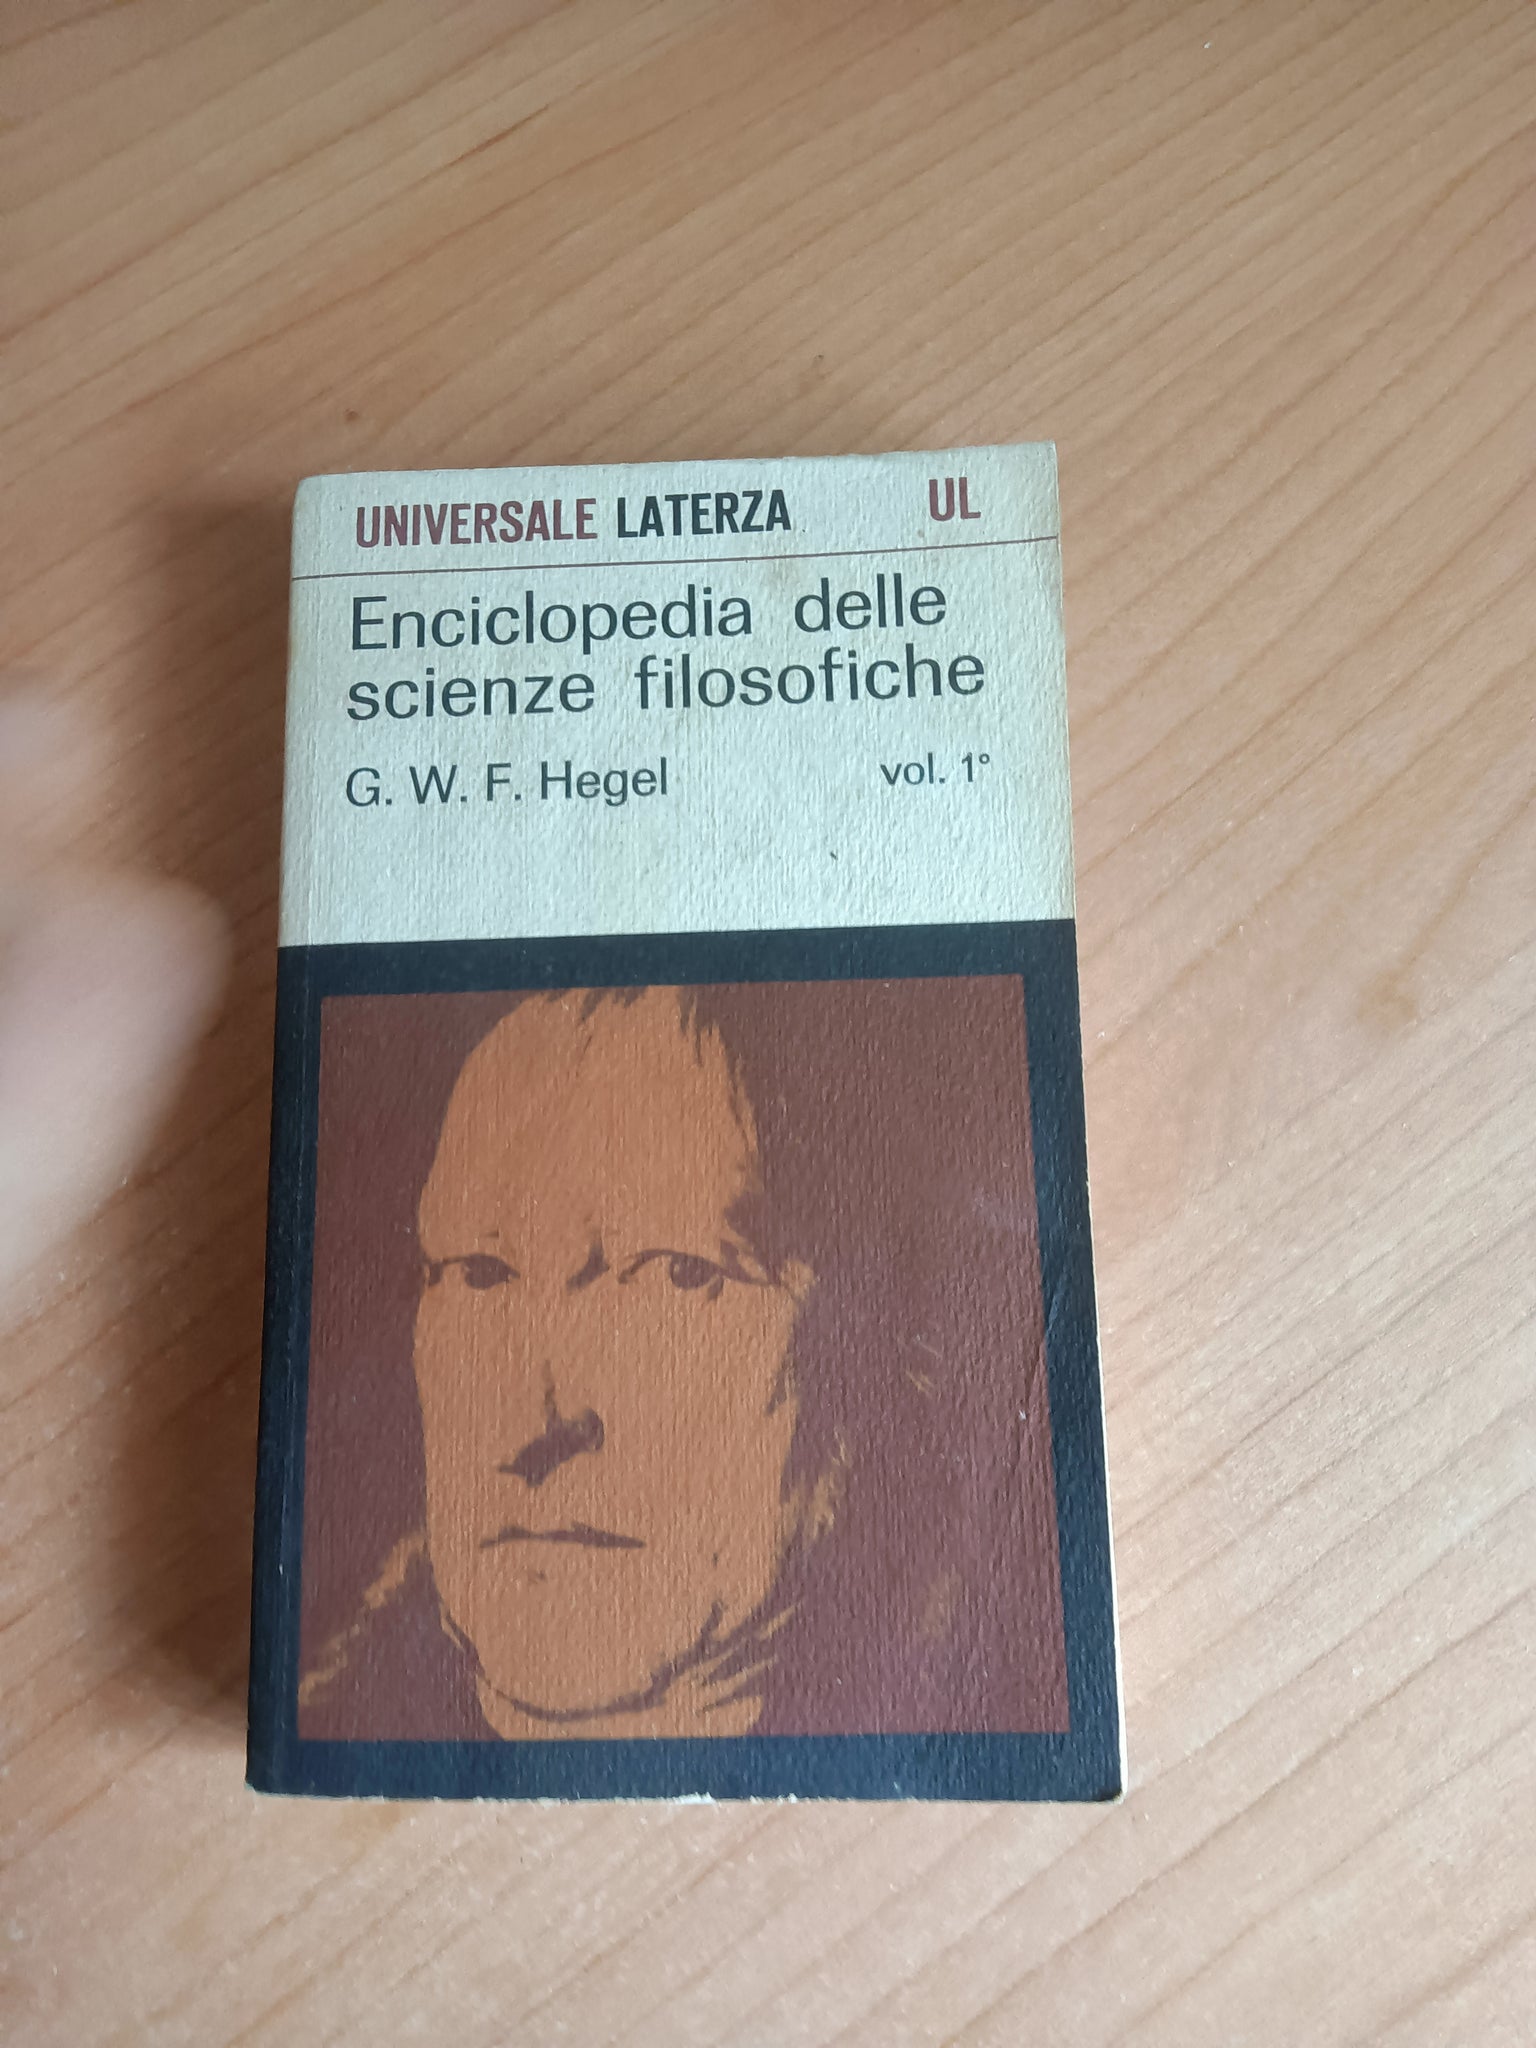 UNIVERSALE LATERZA UL
Enciclopedia delle
scienze filosofiche
G. W. F. Hegel vol. 1°